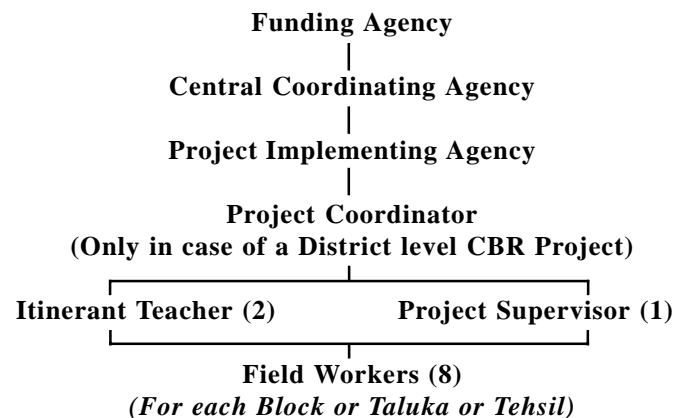 Funding Agency
Central Coordinating Agency
Project Implementing Agency
Project Coordinator
(Only in case of a District level CBR Project)
Itinerant Teacher (2)
Project Supervisor (1)
Field Workers (8)
(For each Block or Taluka or Tehsil)